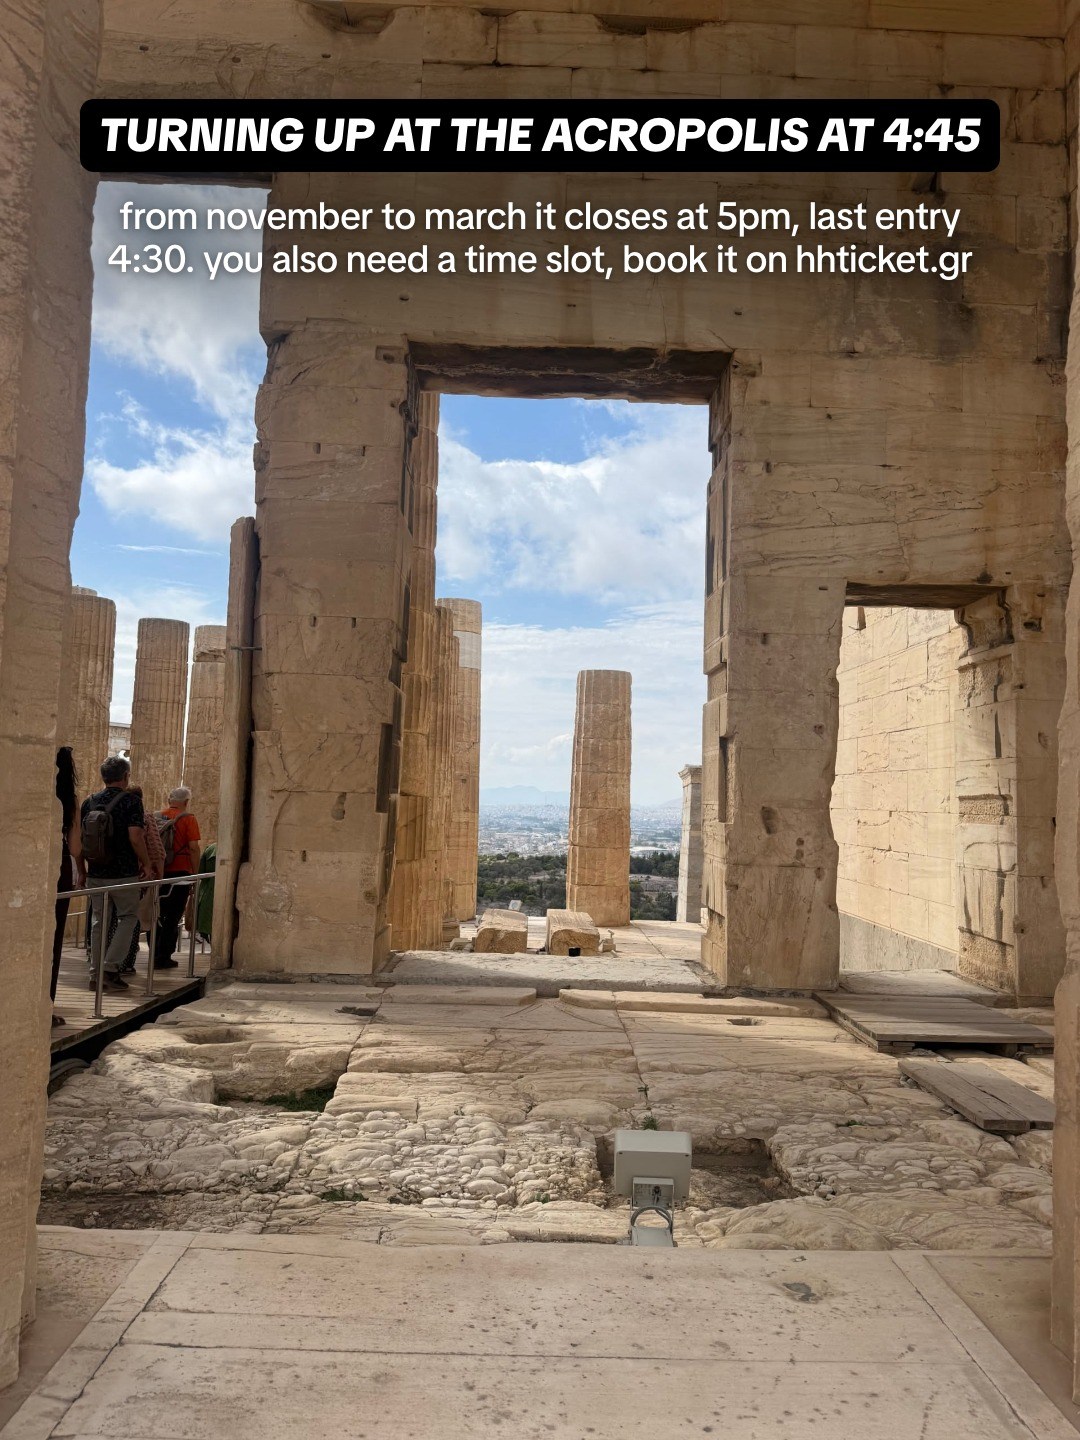 TURNING UP AT THE ACROPOLIS AT 4:45
from november to march it closes at 5pm, last entry
4:30. you also need a time slot, book it on hhticket.gr